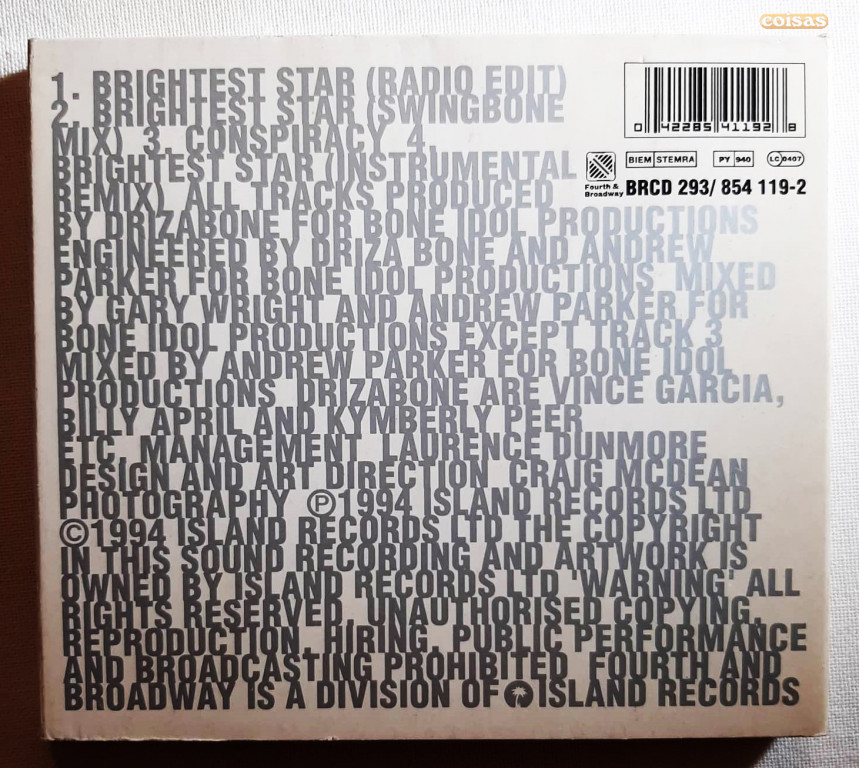 coisas
1. BRIGHTEST STAR (RADIO EDIT)
2. BRIGHTEST STAR (SWINGBONE
MIX) 3. CONSPIRACY 4.
BRIGHTEST STAR (INSTRUMENTAL
REMIX) ALL TRACKS PRODUCED
BY DRIZABONE FOR BONE IDOL PRODUCTIONS
ENGINEERED BY DRIZA BONE AND ANDREW
PARKER FOR BONE IDOL PRODUCTIONS MIXED
BY GARY WRIGHT AND ANDREW PARKER FOR
BONE IDOL PRODUCTIONS EXCEPT TRACK 3
MIXED BY ANDREW PARKER FOR BONE IDOL
PRODUCTIONS DRIZABONE ARE VINCE GARCIA,
BILLY APRIL AND KYMBERLY PEER
ETC. MANAGEMENT LAURENCE DUNMORE
DESIGN AND ART DIRECTION CRAIG MCDEAN
PHOTOGRAPHY ℗1994 ISLAND RECORDS LTD
©1994 ISLAND RECORDS LTD THE COPYRIGHT
IN THIS SOUND RECORDING AND ARTWORK IS
OWNED BY ISLAND RECORDS LTD 'WARNING' ALL
RIGHTS RESERVED. UNAUTHORISED COPYING,
REPRODUCTION, HIRING, PUBLIC PERFORMANCE
AND BROADCASTING PROHIBITED FOURTH AND
BROADWAY IS A DIVISION OF ISLAND RECORDS
0 42285 41192 8
BIEM STEMRA PY 940 LC 0407
Fourth &
Broadway BRCD 293/ 854 119-2